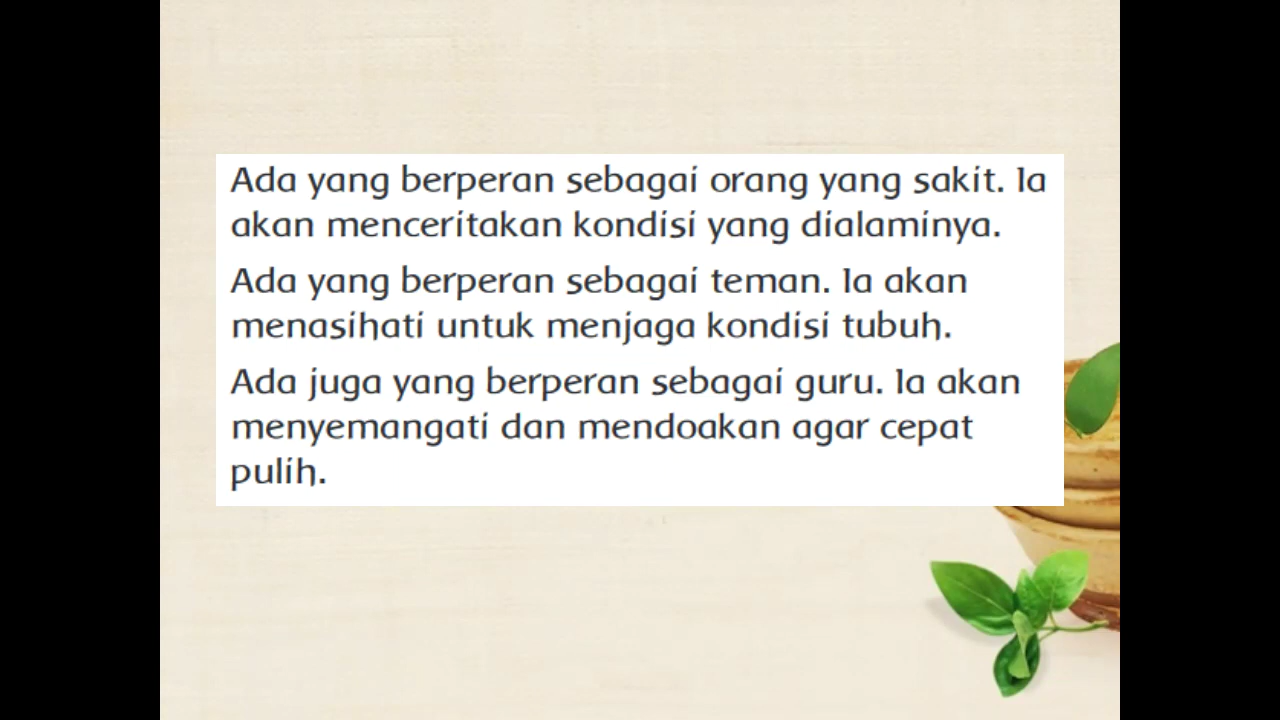 Ada yang berperan sebagai orang yang sakit. Ia
akan menceritakan kondisi yang dialaminya.
Ada yang berperan sebagai teman. Ia akan
menasihati untuk menjaga kondisi tubuh.
Ada juga yang berperan sebagai guru. Ia akan
menyemangati dan mendoakan agar cepat
pulih.